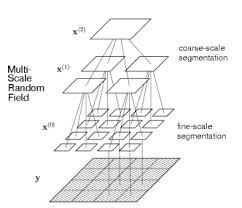 x(2)
coarse-scale
segmentation
x(1)
Multi-
Scale
Random
Field
x(0)
fine-scale
segmentation
y